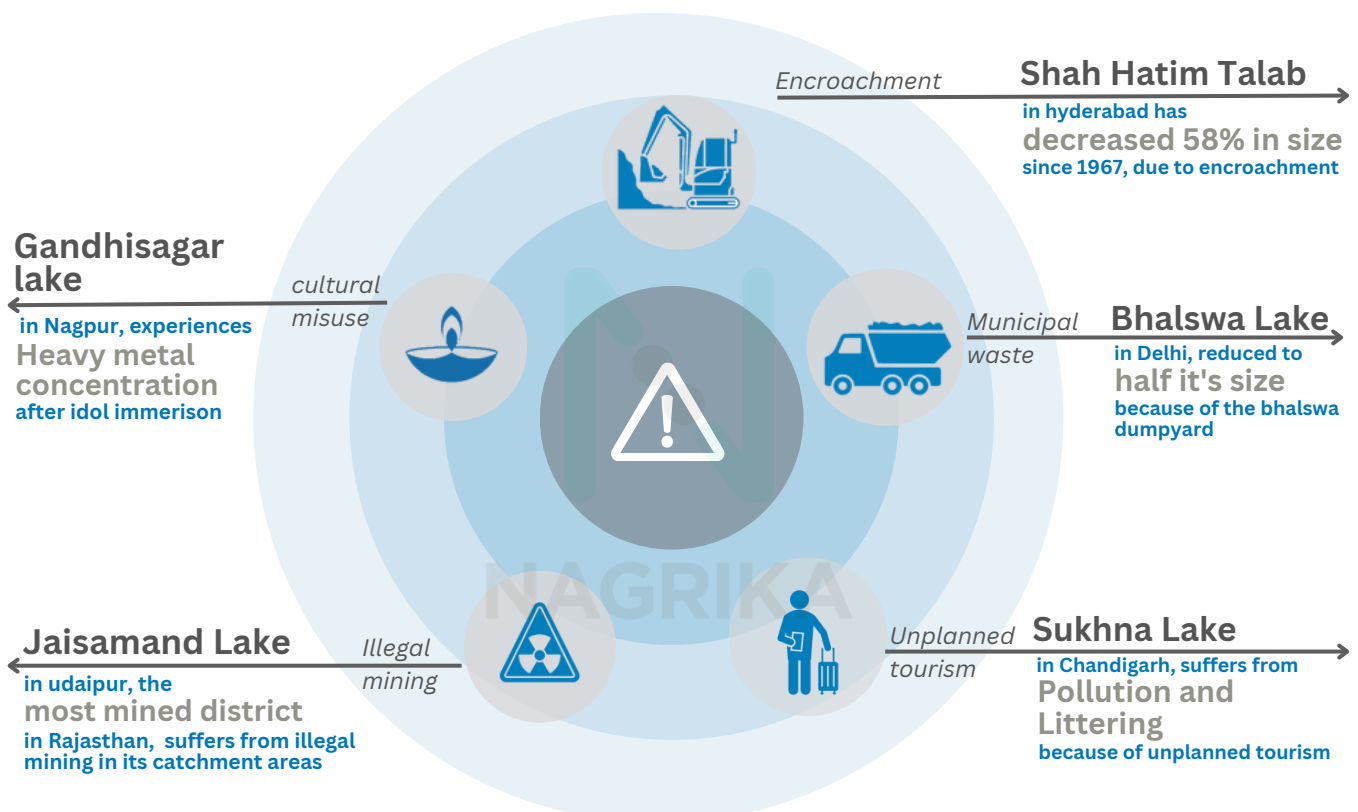 Encroachment
Shah Hatim Talab
in hyderabad has
decreased 58% in size
since 1967, due to encroachment
Gandhisagar
lake
cultural
misuse
in Nagpur, experiences
Heavy metal
concentration
after idol immerison
Municipal
waste
Bhalswa Lake
in Delhi, reduced to
half it's size
because of the bhalswa
dumpyard
NAGRIKA
Jaisamand Lake
Illegal
mining
in udaipur, the
most mined district
in Rajasthan, suffers from illegal
mining in its catchment areas
Unplanned
tourism
Sukhna Lake
in Chandigarh, suffers from
Pollution and
Littering
because of unplanned tourism